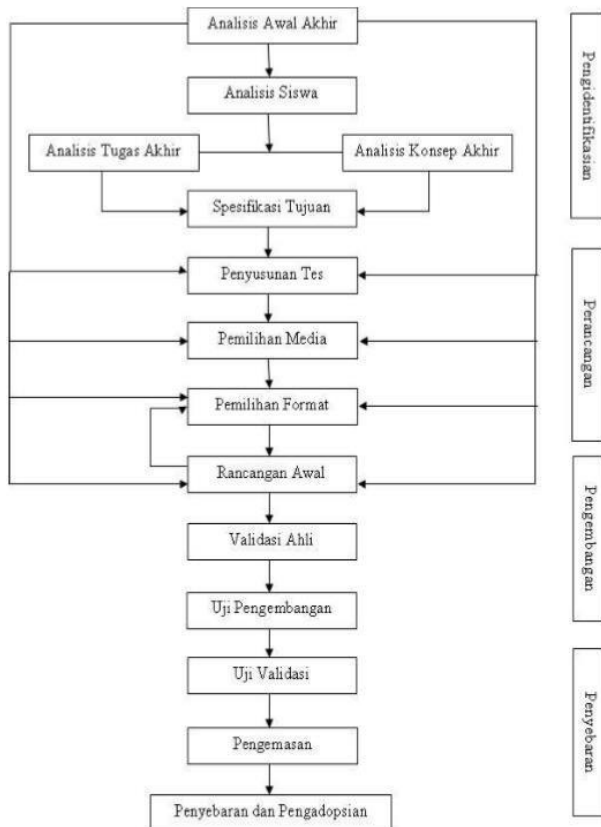 Analisis Awal Akhir
Analisis Siswa
Analisis Tugas Akhir
Analisis Konsep Akhir
Spesifikasi Tujuan
Penyusunan Tes
Pemilihan Media
Pemilihan Format
Rancangan Awal
Validasi Ahli
Uji Pengembangan
Uji Validasi
Pengemasan
Penyebaran dan Pengadopsian
Pengidentifikasian
Perancangan
Pengembangan
Penyebaran